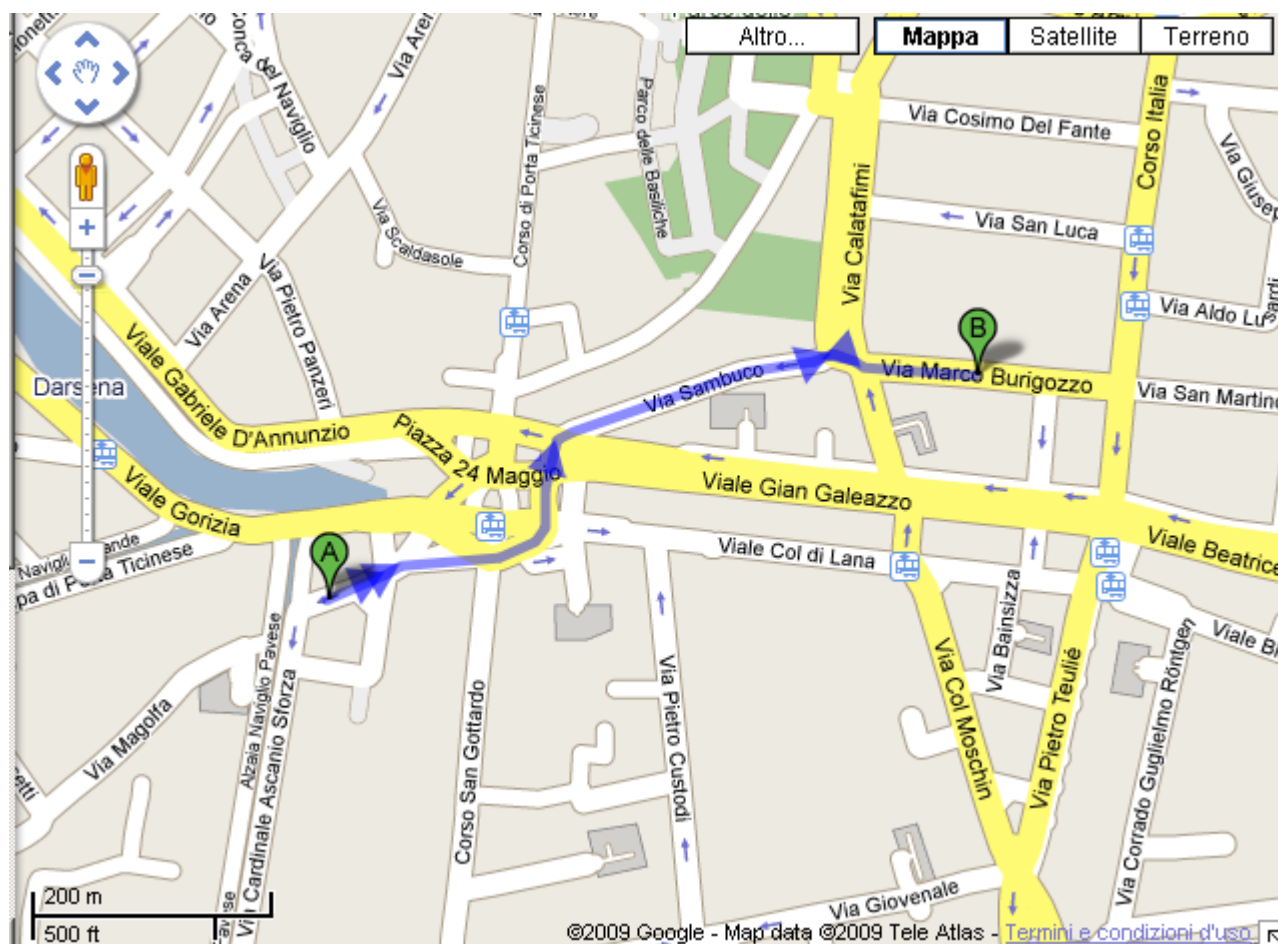 Altro...
Mappa
Satellite
Terreno
Conca del Naviglio
Via Arena
Corso di Porta Ticinese
Parco delle Basiliche
Via Cosimo Del Fante
Corso Italia
Via Calatafimi
Via San Luca
Via Scaldasole
Via Pietro Panzeri
Via Arena
Via Aldo Lu
Viale Gabriele D'Annunzio
Darsena
B
Via Sambuco
Via Marco Burigozzo
Via San Martino
Piazza 24 Maggio
Viale Gorizia
Viale Gian Galeazzo
Viale Beatrice
A
Viale Col di Lana
Via Bainsizza
Via Magolfa
Alzaia Naviglio Pavese
Via Cardinale Ascanio Sforza
Corso San Gottardo
Via Pietro Custodi
Via Col Moschin
Via Pietro Teulié
Via Corrado Guglielmo Röntgen
Via Giovenale
200 m
500 ft
©2009 Google - Map data ©2009 Tele Atlas - Termini e condizioni d'uso